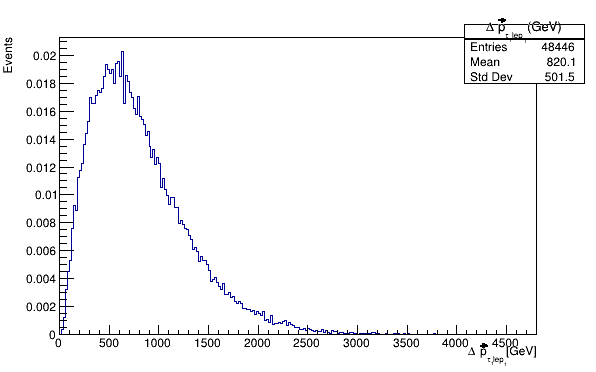 Δ p⃗ τ₁lep₁ (GeV)
Entries 48446
Mean 820.1
Std Dev 501.5
Events
0.02
0.018
0.016
0.014
0.012
0.01
0.008
0.006
0.004
0.002
0
0 500 1000 1500 2000 2500 3000 3500 4000 4500
Δ p⃗ τ₁lep₁ [GeV]